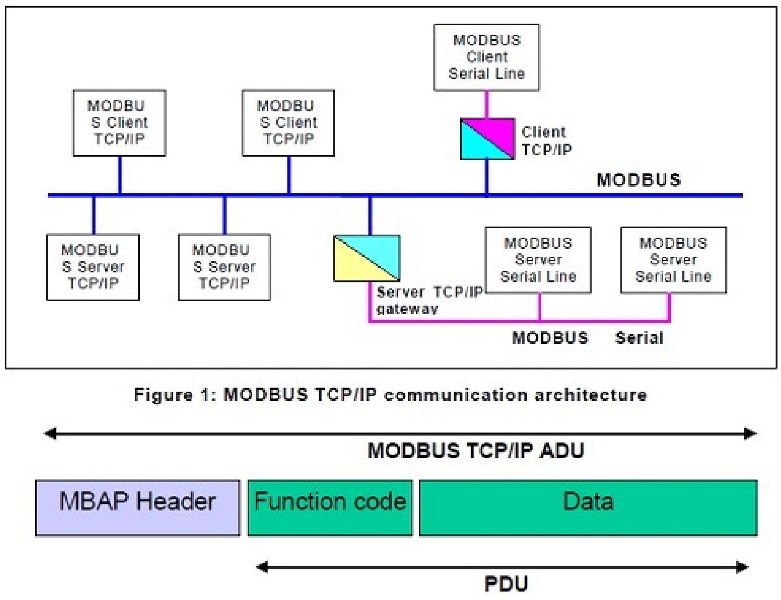 MODBUS
Client
Serial Line
MODBU
S Client
TCP/IP
MODBU
S Client
TCP/IP
Client
TCP/IP
MODBUS
MODBU
S Server
TCP/IP
MODBU
S Server
TCP/IP
Server TCP/IP
gateway
MODBUS
Server
Serial Line
MODBUS
Server
Serial Line
MODBUS Serial
Figure 1: MODBUS TCP/IP communication architecture
MODBUS TCP/IP ADU
MBAP Header
Function code
Data
PDU